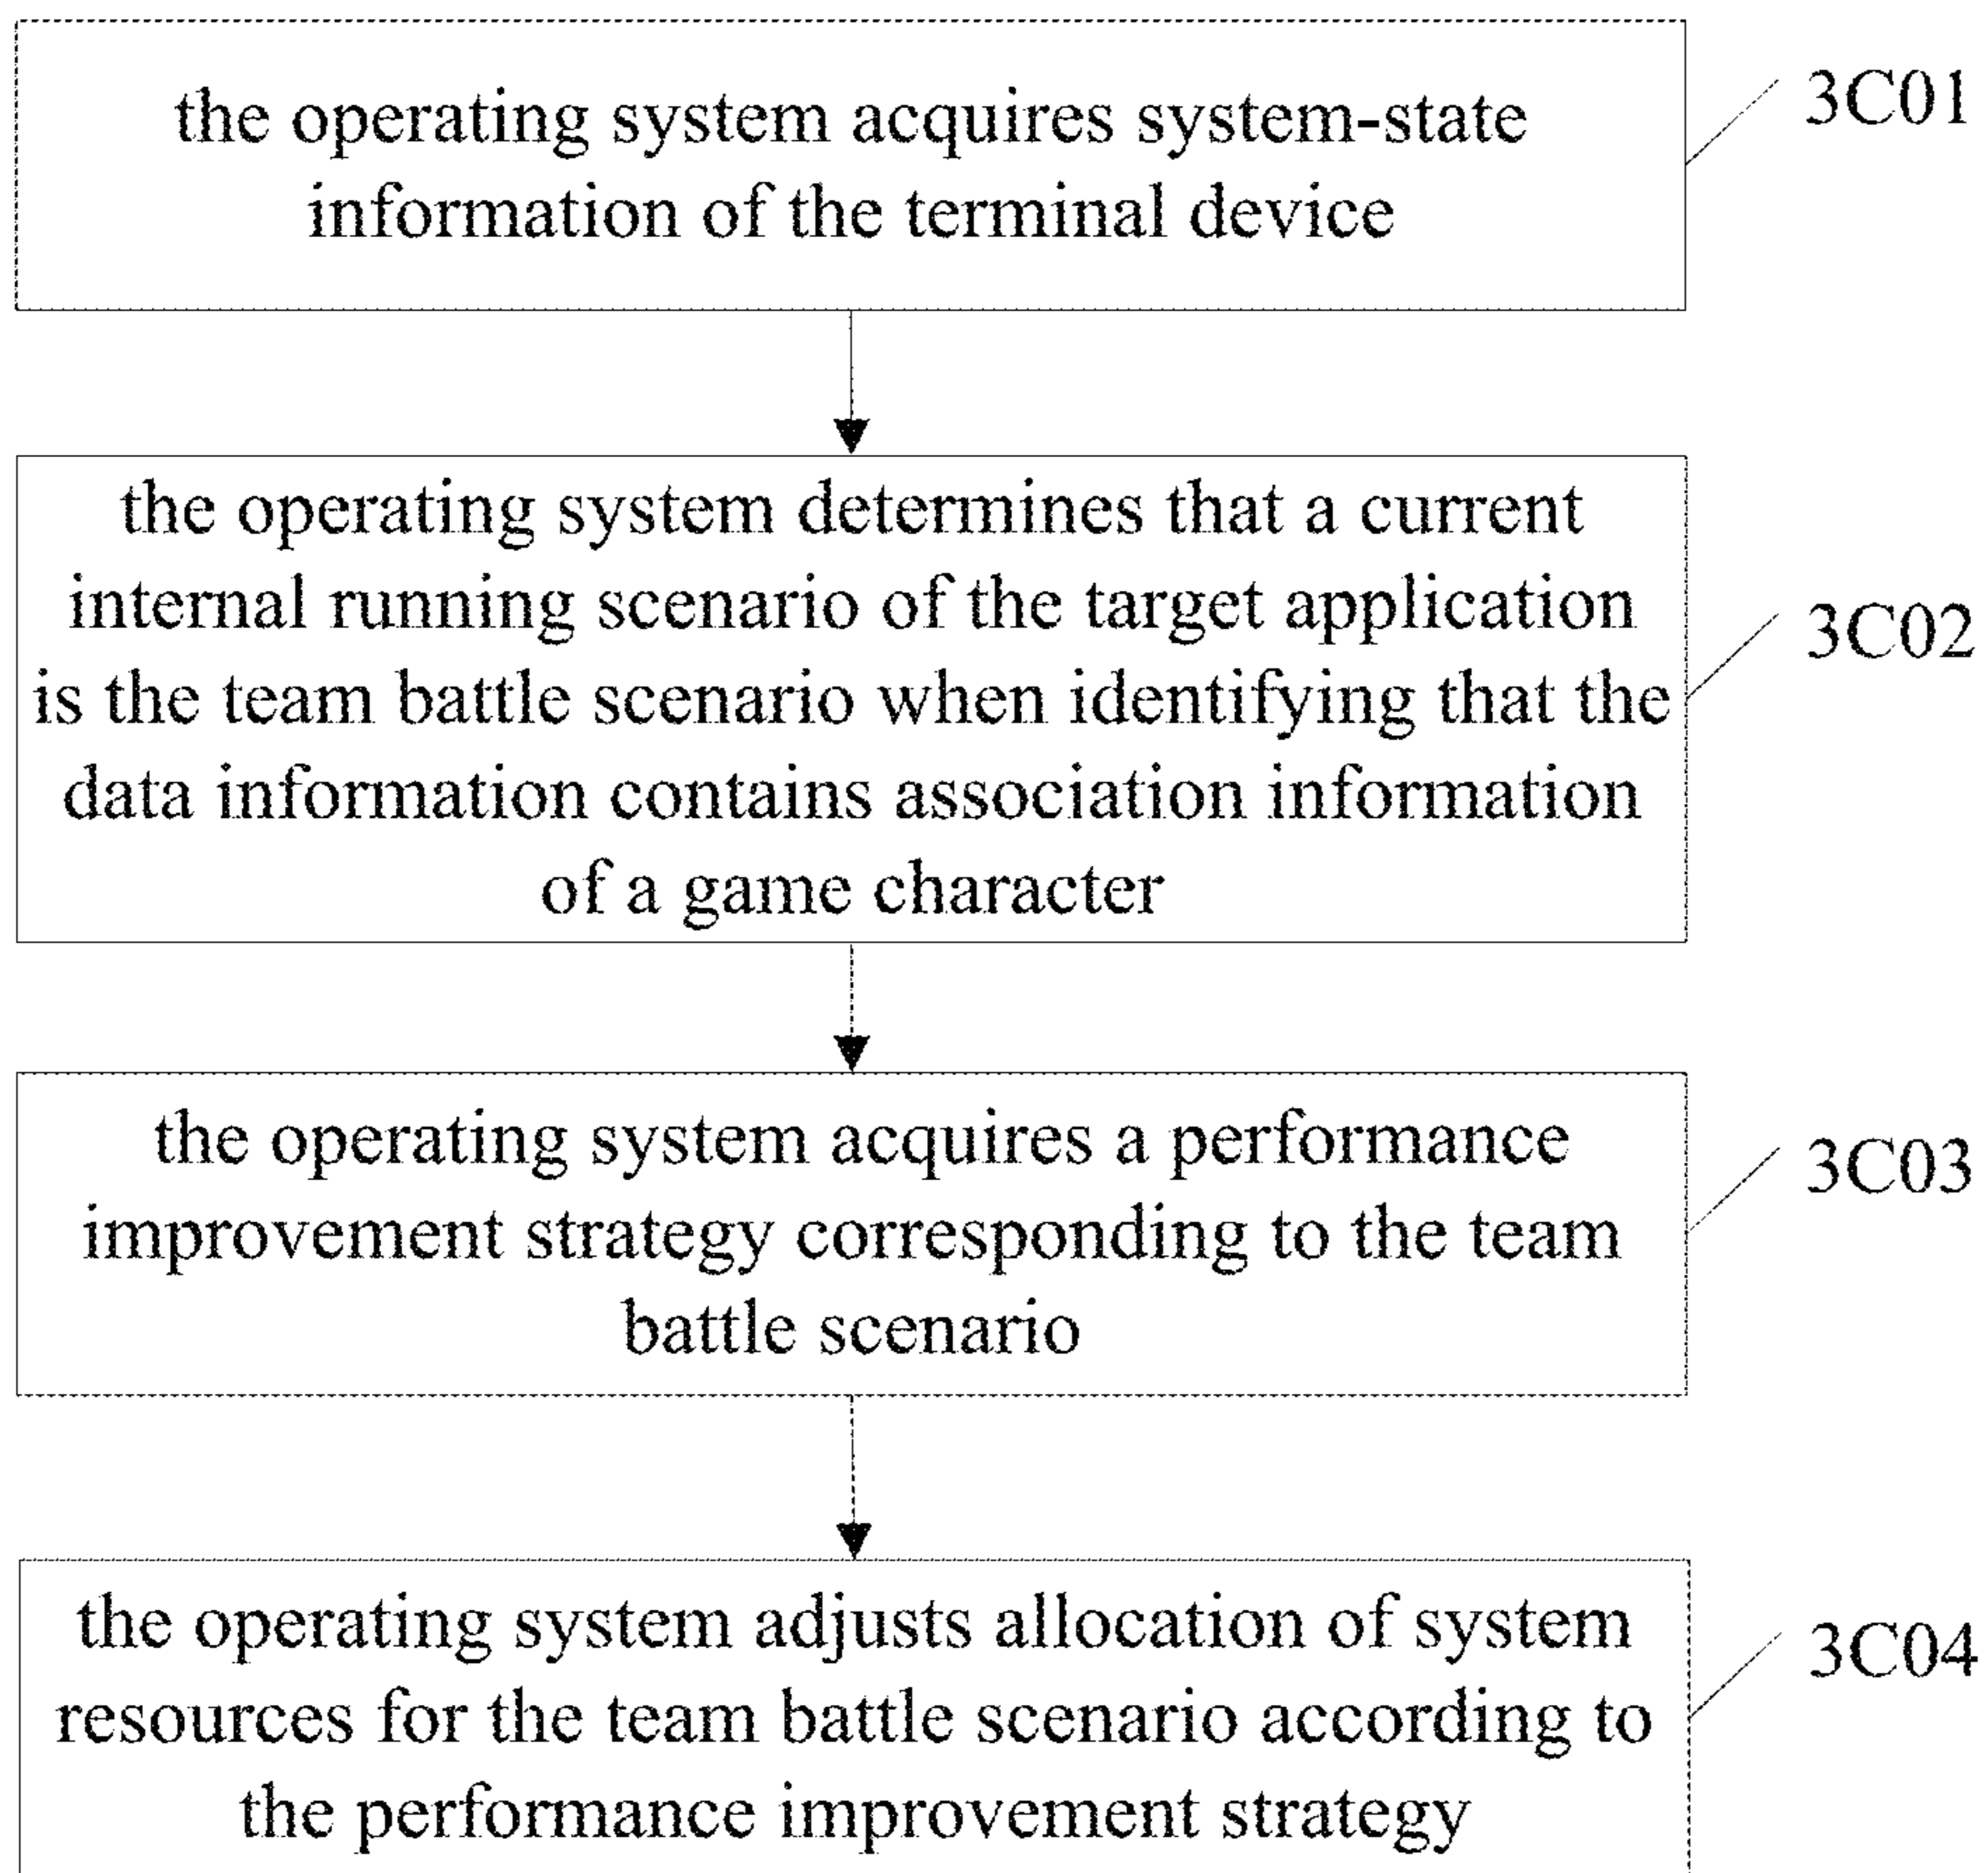 the operating system acquires system-state
information of the terminal device
3C01
the operating system determines that a current
internal running scenario of the target application
is the team battle scenario when identifying that the
data information contains association information
of a game character
3C02
the operating system acquires a performance
improvement strategy corresponding to the team
battle scenario
3C03
the operating system adjusts allocation of system
resources for the team battle scenario according to
the performance improvement strategy
3C04